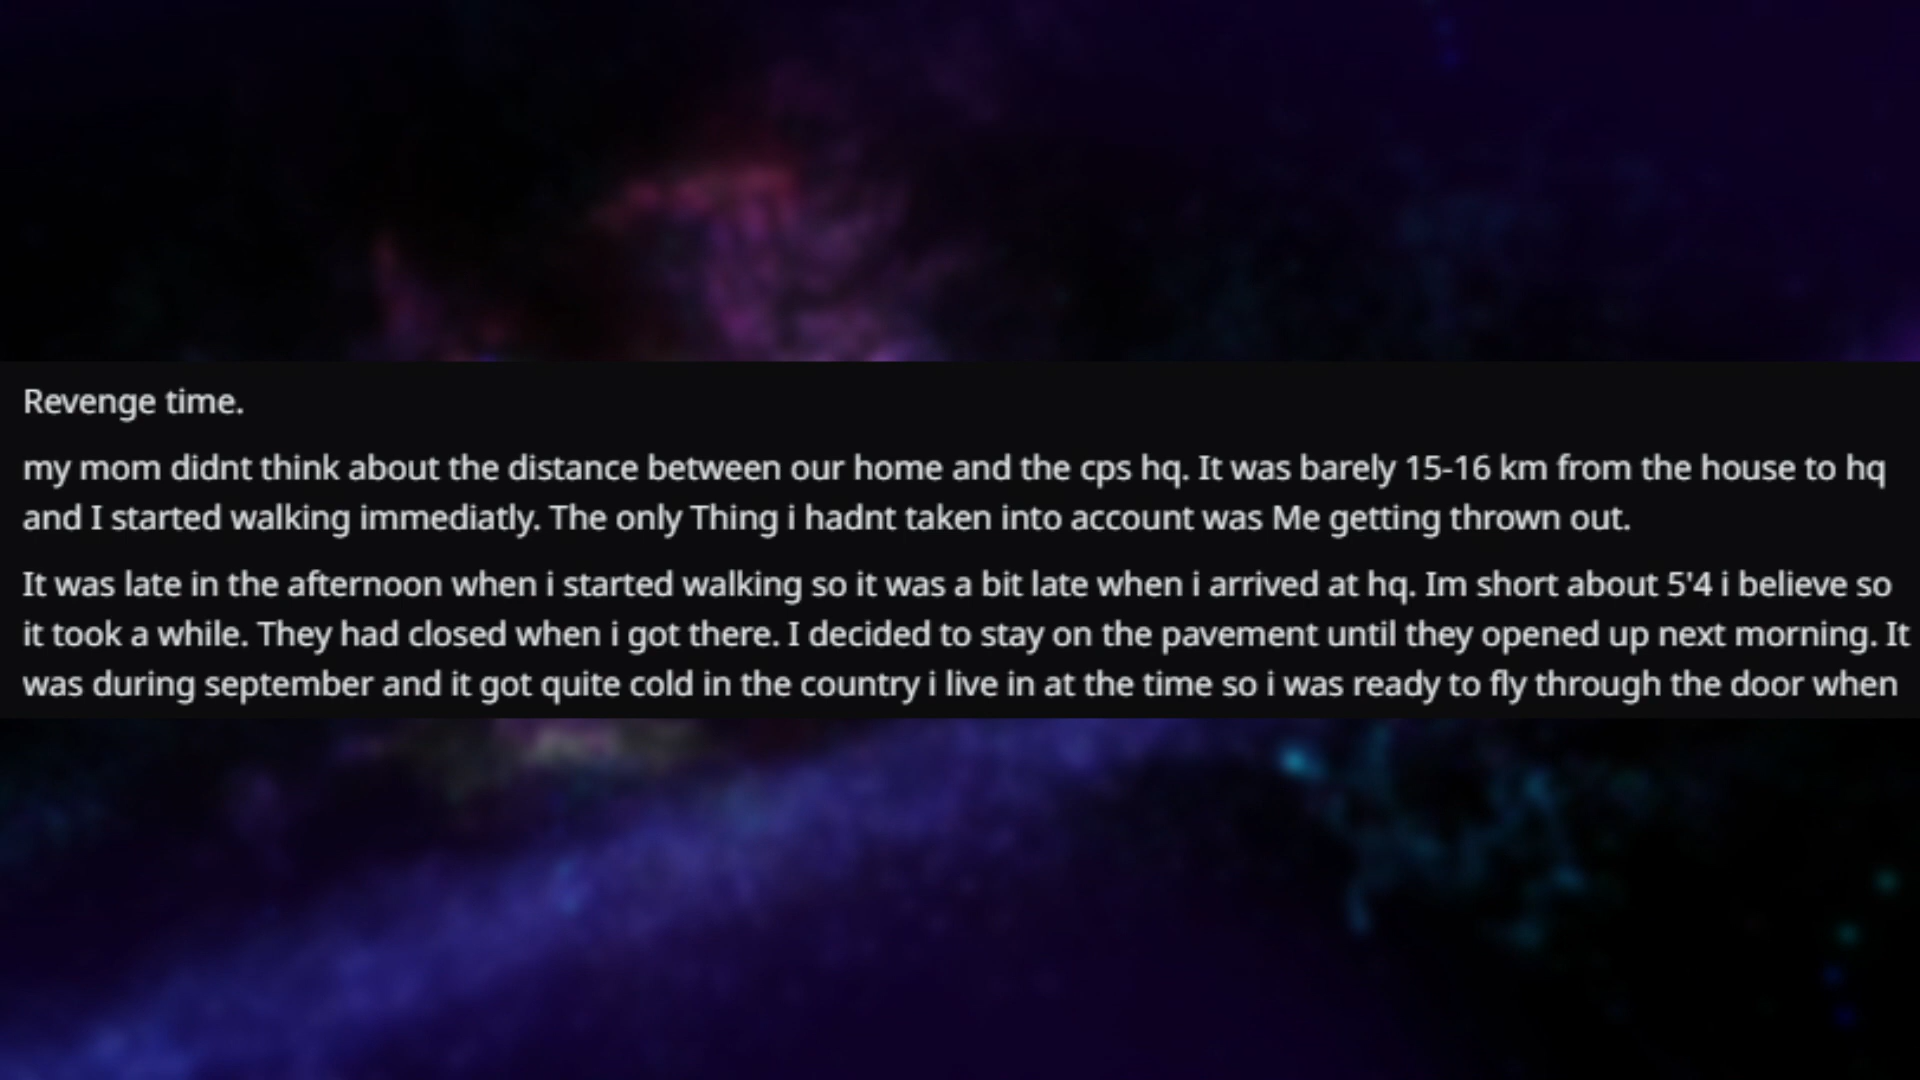 Revenge time.
my mom didnt think about the distance between our home and the cps hq. It was barely 15-16 km from the house to hq
and I started walking immediatly. The only Thing i hadnt taken into account was Me getting thrown out.
It was late in the afternoon when i started walking so it was a bit late when i arrived at hq. Im short about 5'4 i believe so
it took a while. They had closed when i got there. I decided to stay on the pavement until they opened up next morning. It
was during september and it got quite cold in the country i live in at the time so i was ready to fly through the door when